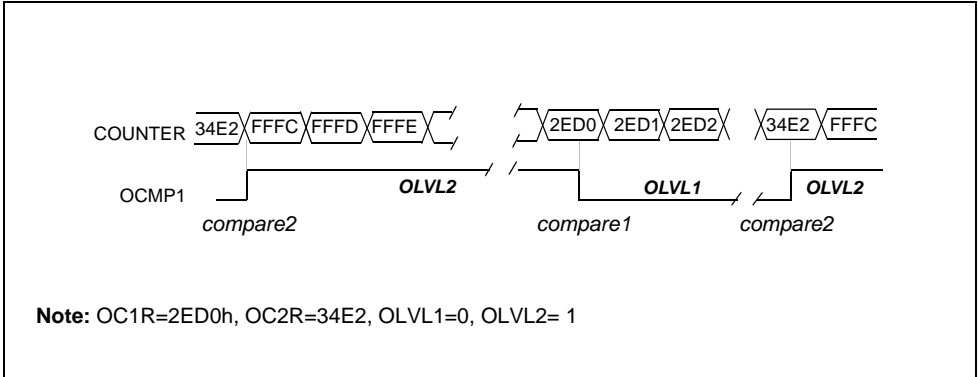 COUNTER 34E2 FFFC FFFD FFFE 2ED0 2ED1 2ED2 34E2 FFFC
OCMP1 OLVL2 OLVL1 OLVL2
compare2 compare1 compare2
Note: OC1R=2ED0h, OC2R=34E2, OLVL1=0, OLVL2= 1